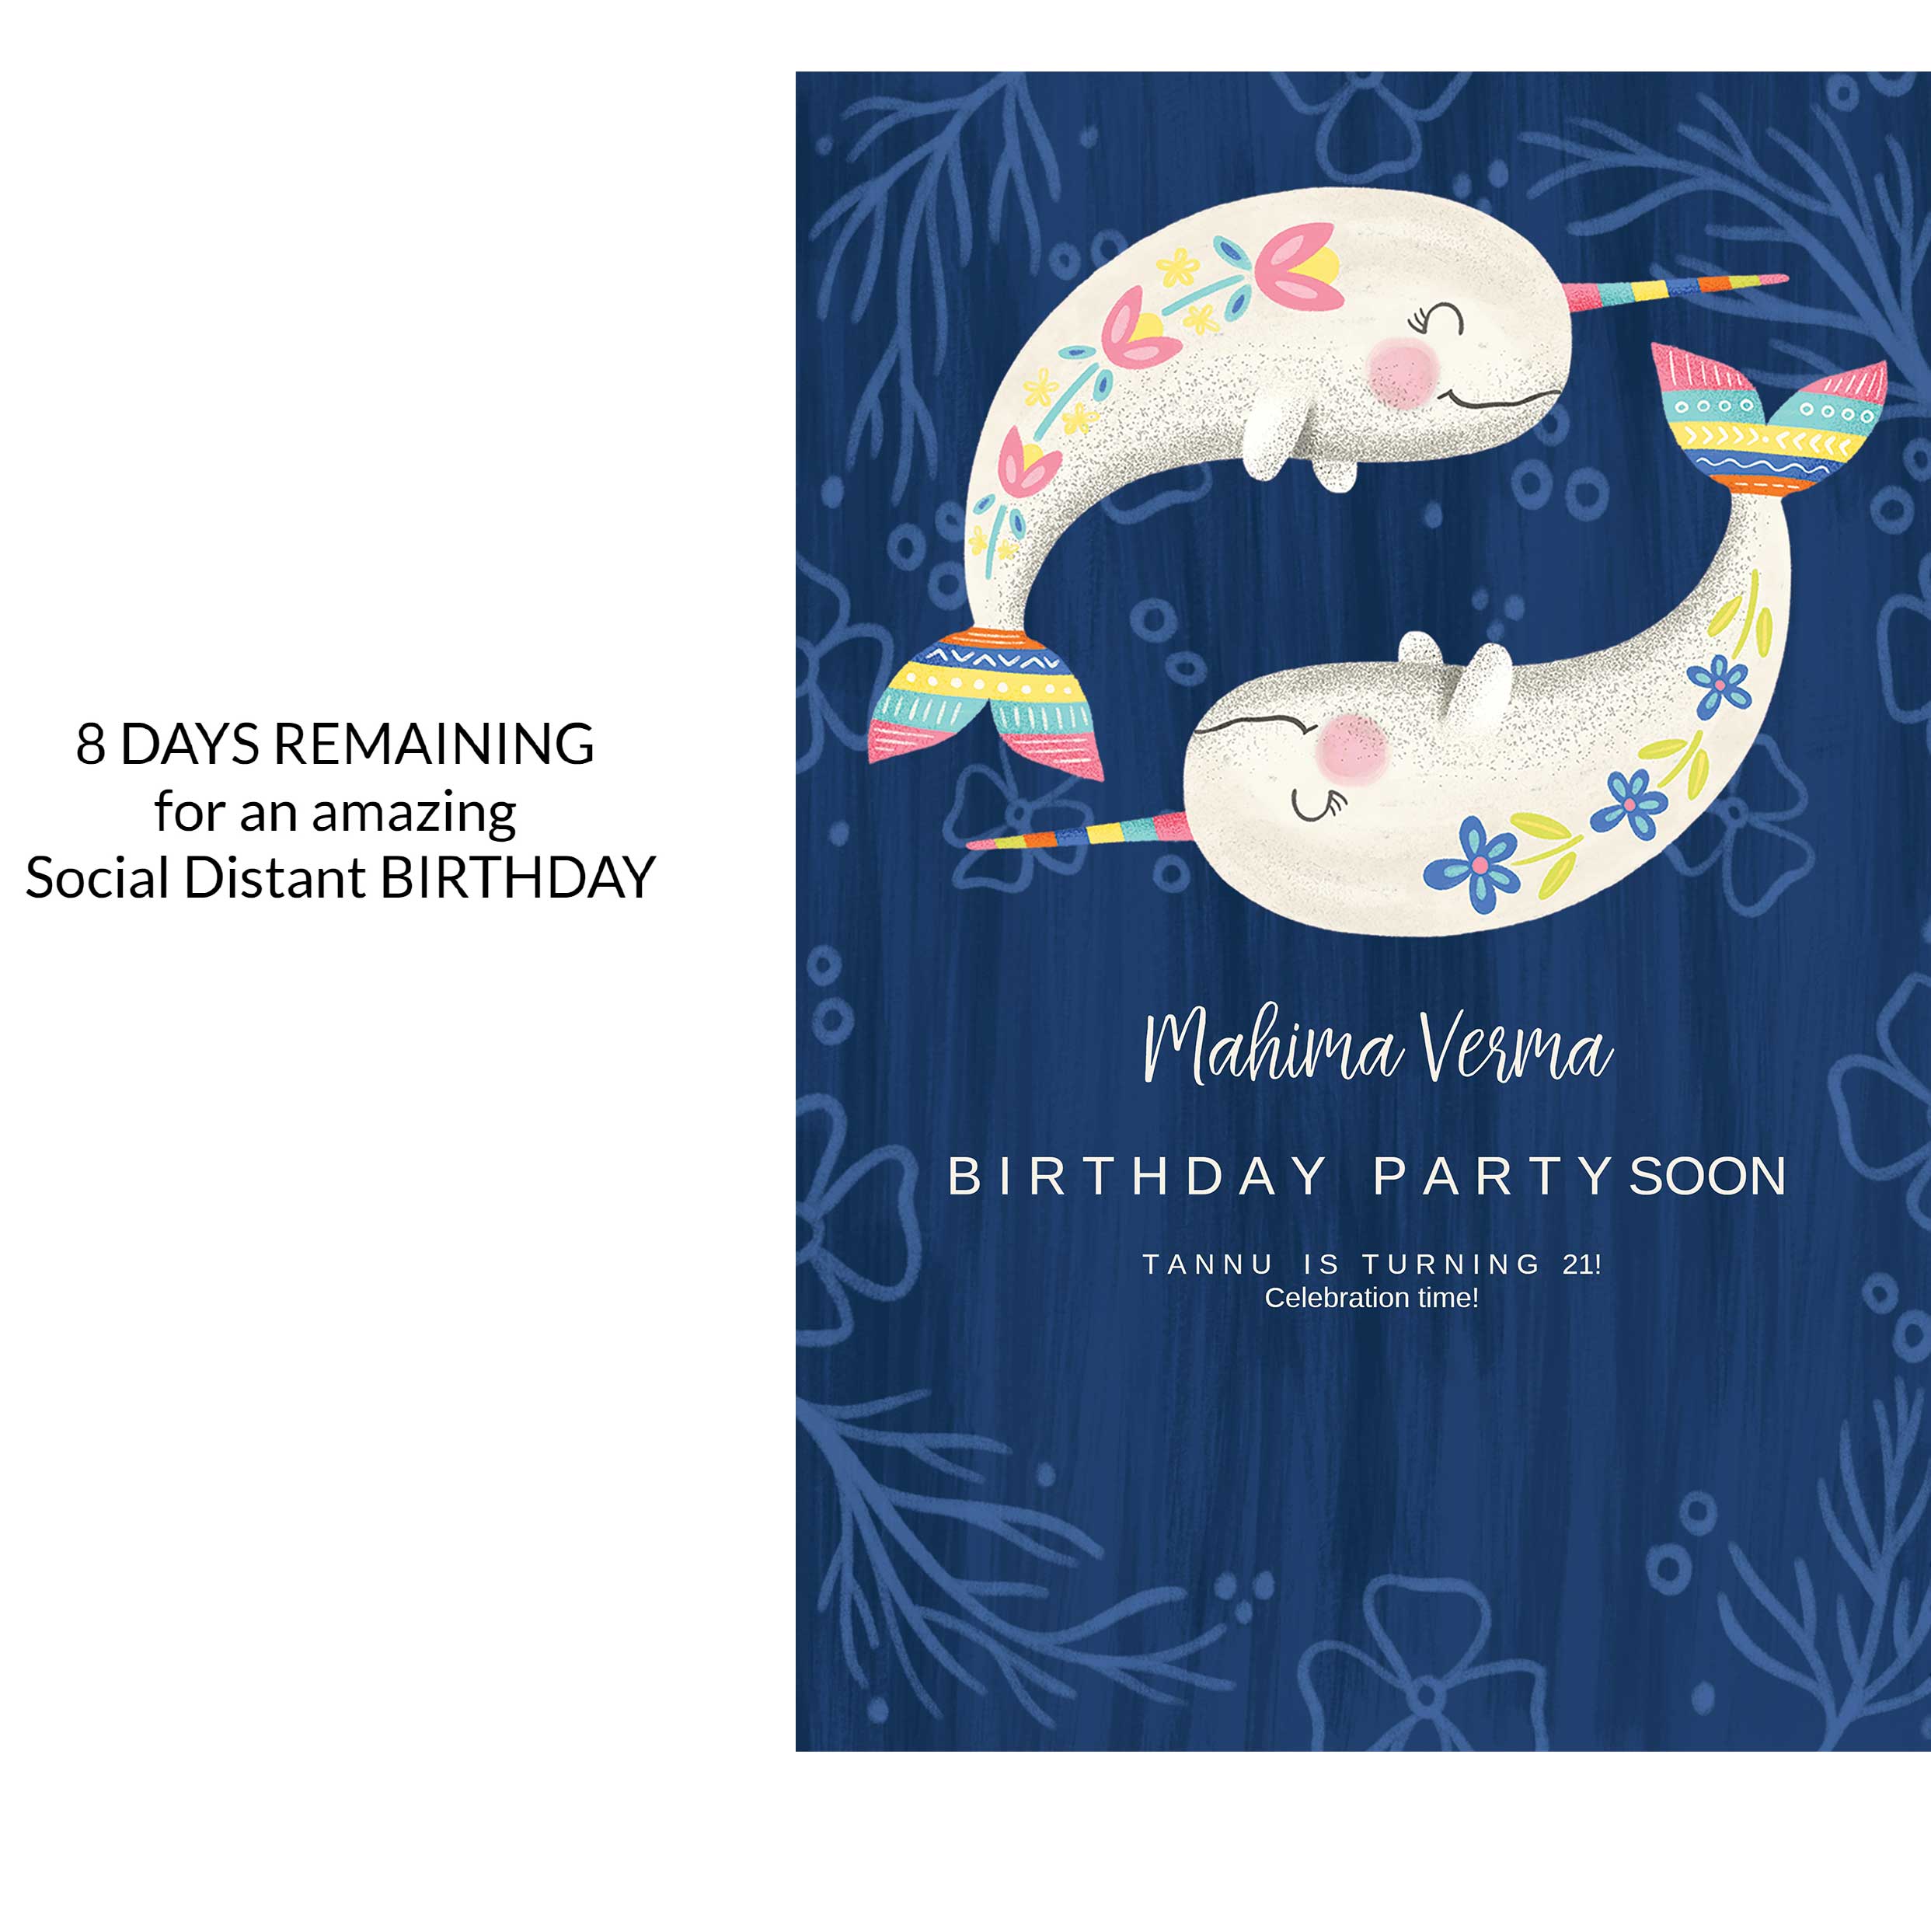 8 DAYS REMAINING
for an amazing
Social Distant BIRTHDAY
Mahima Verma
BIRTHDAY PARTY SOON
TANNU IS TURNING 21!
Celebration time!